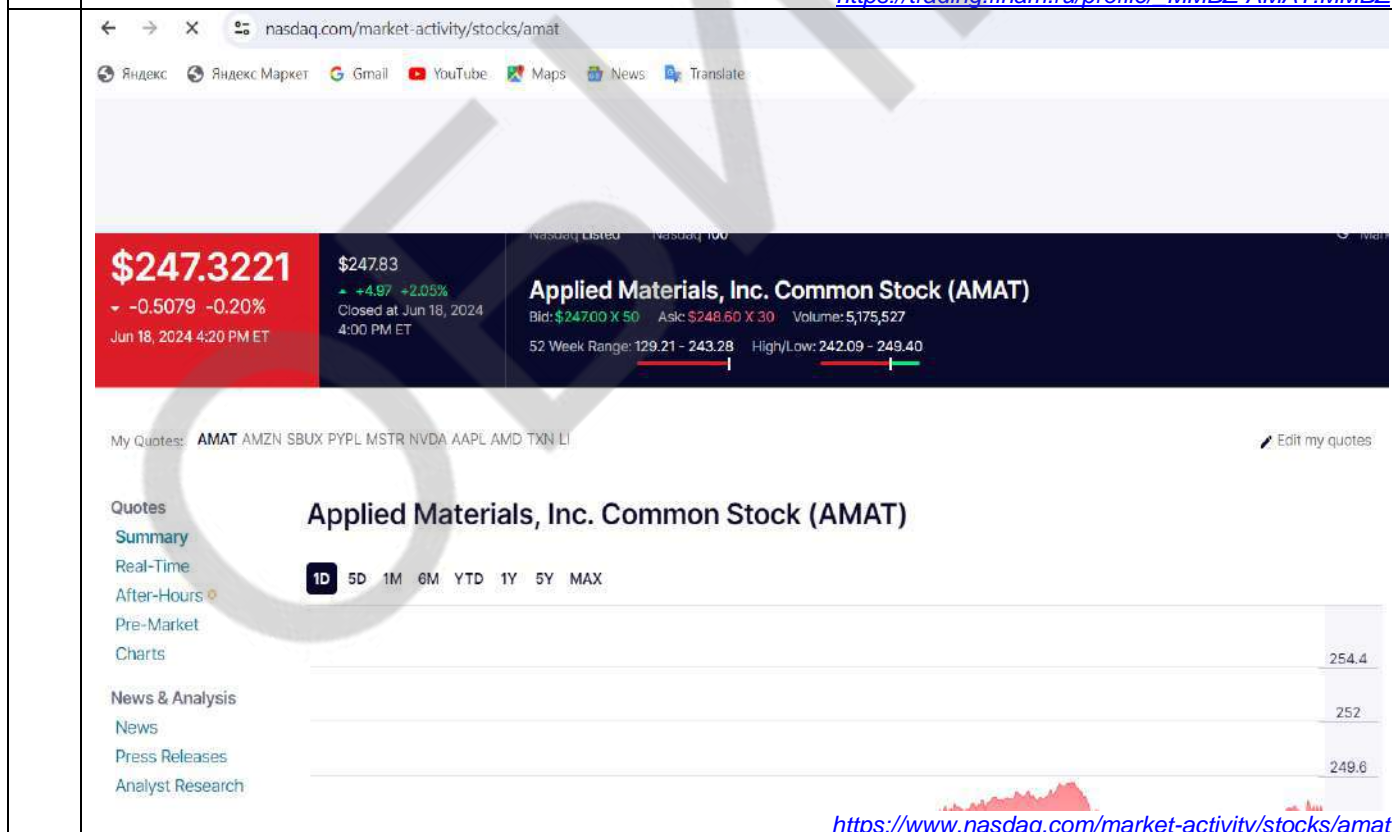 https://trading.finam.ru/profile/-MMBZ-AMAT.MMBZ
nasdaq.com/market-activity/stocks/amat
Яндекс Яндекс Маркет Gmail YouTube Maps News Translate
Nasdaq Listed Nasdaq 100
$247.3221
-0.5079 -0.20%
Jun 18, 2024 4:20 PM ET
$247.83
+4.97 +2.05%
Closed at Jun 18, 2024
4:00 PM ET
Applied Materials, Inc. Common Stock (AMAT)
Bid: $247.00 X 50 Ask: $248.60 X 30 Volume: 5,175,527
52 Week Range: 129.21 - 243.28 High/Low: 242.09 - 249.40
My Quotes: AMAT AMZN SBUX PYPL MSTR NVDA AAPL AMD TXN LI
Edit my quotes
Quotes
Summary
Real-Time
After-Hours
Pre-Market
Charts
News & Analysis
News
Press Releases
Analyst Research
Applied Materials, Inc. Common Stock (AMAT)
1D 5D 1M 6M YTD 1Y 5Y MAX
254.4
252
249.6
https://www.nasdaq.com/market-activity/stocks/amat